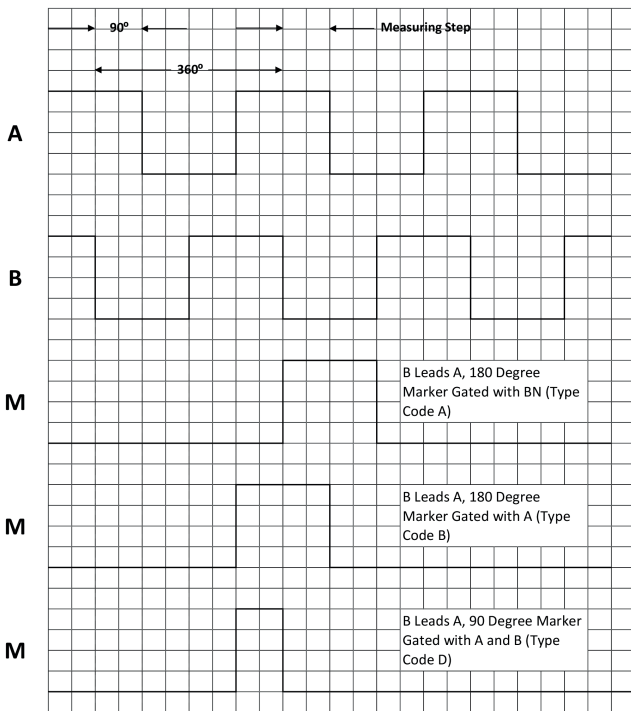 90º
Measuring Step
360º
A
B
M
B Leads A, 180 Degree
Marker Gated with BN (Type
Code A)
M
B Leads A, 180 Degree
Marker Gated with A (Type
Code B)
M
B Leads A, 90 Degree Marker
Gated with A and B (Type
Code D)